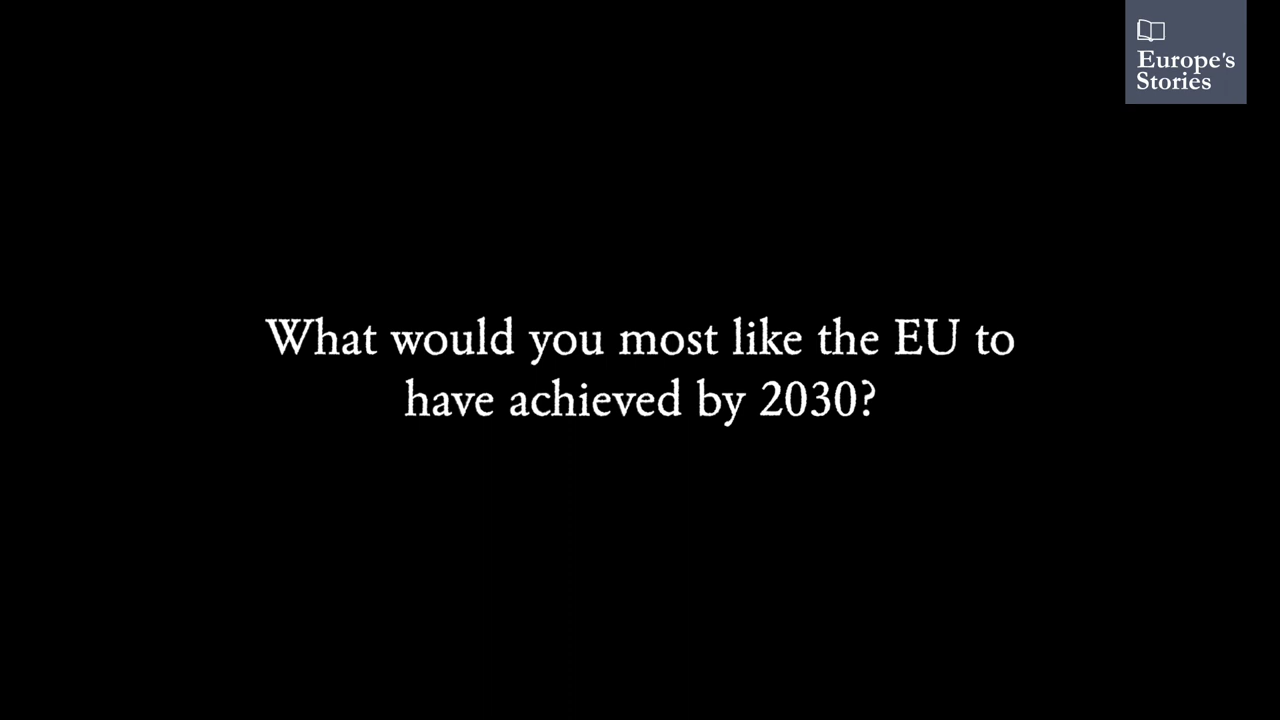 Europe's
Stories
What would you most like the EU to
have achieved by 2030?